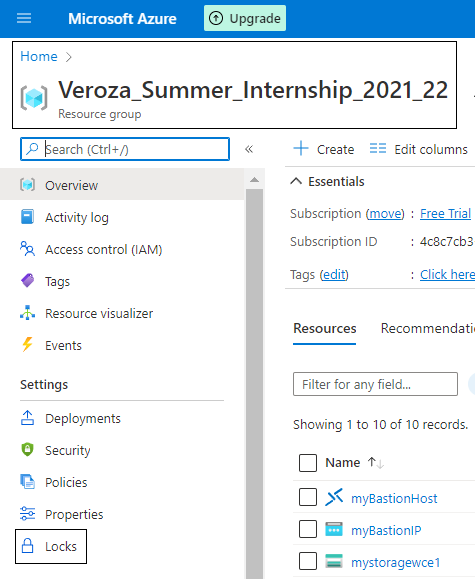 Microsoft Azure
Upgrade
Home
Veroza_Summer_Internship_2021_22
Resource group
Search (Ctrl+/)
«
Overview
Activity log
Access control (IAM)
Tags
Resource visualizer
Events
Settings
Deployments
Security
Policies
Properties
Locks
Create
Edit columns
Essentials
Subscription (move) : Free Trial
Subscription ID : 4c8c7cb3
Tags (edit) : Click here
Resources Recommendatio
Filter for any field...
Showing 1 to 10 of 10 records.
Name ↑↓
myBastionHost
myBastionIP
mystoragewce1